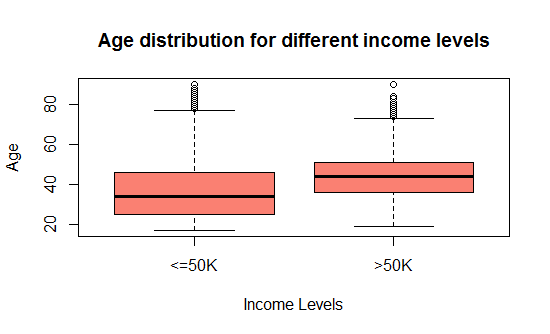 Age distribution for different income levels
Age
80
60
40
20
<=50K
>50K
Income Levels